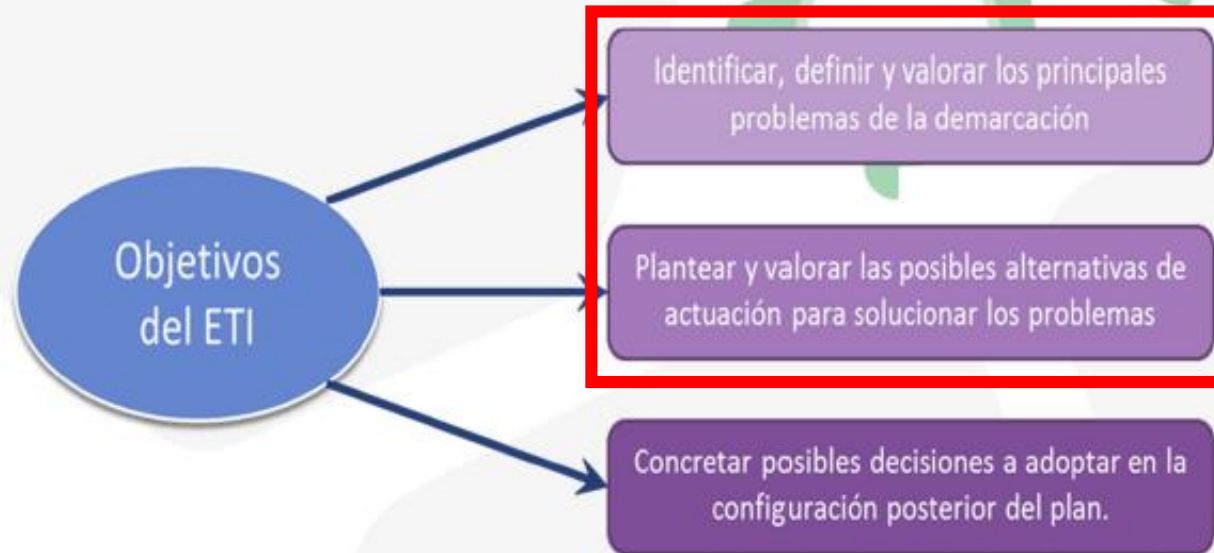 Objetivos
del ETI
Identificar, definir y valorar los principales
problemas de la demarcación
Plantear y valorar las posibles alternativas de
actuación para solucionar los problemas
Concretar posibles decisiones a adoptar en la
configuración posterior del plan.